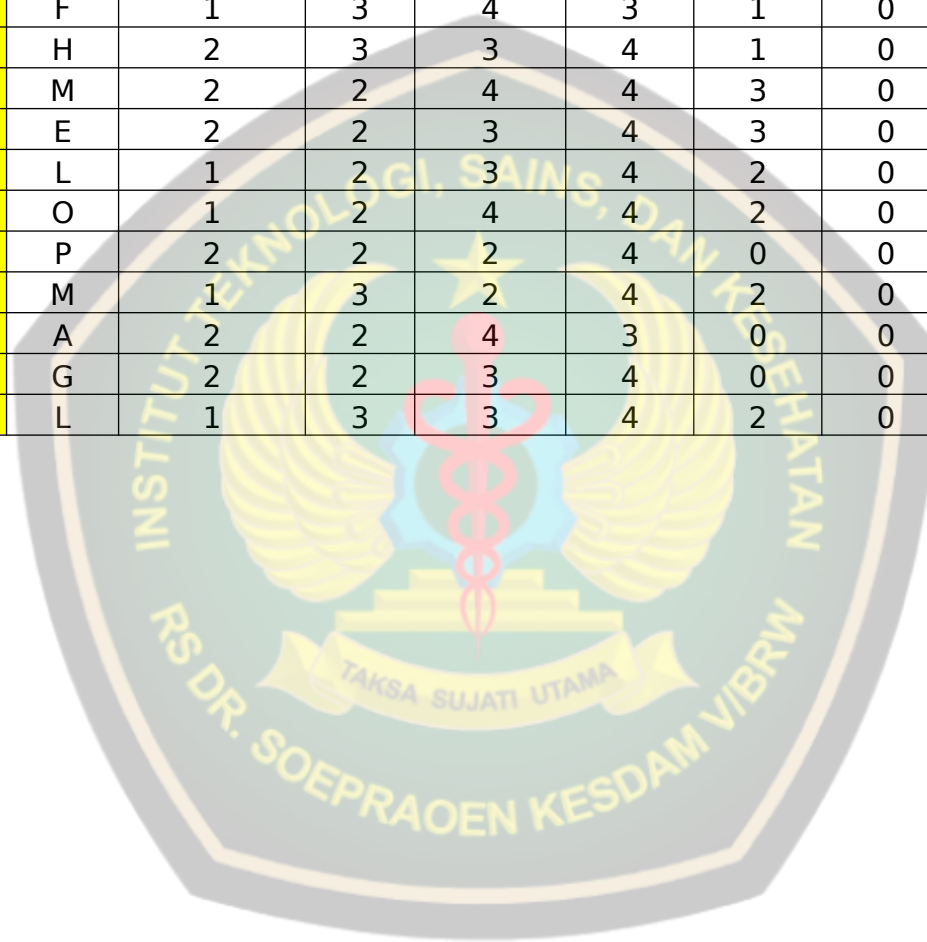 F 1 3 4 3 1 0
H 2 3 3 4 1 0
M 2 2 4 4 3 0
E 2 2 3 4 3 0
L 1 2 3 4 2 0
O 1 2 4 4 2 0
P 2 2 2 4 0 0
M 1 3 2 4 2 0
A 2 2 4 3 0 0
G 2 2 3 4 0 0
L 1 3 3 4 2 0
INSTITUT TEKNOLOGI, SAINS, DAN KESEHATAN
TAKSA SUJATI UTAMA
RS DR. SOEPRAOEN KESDAM V/BRW